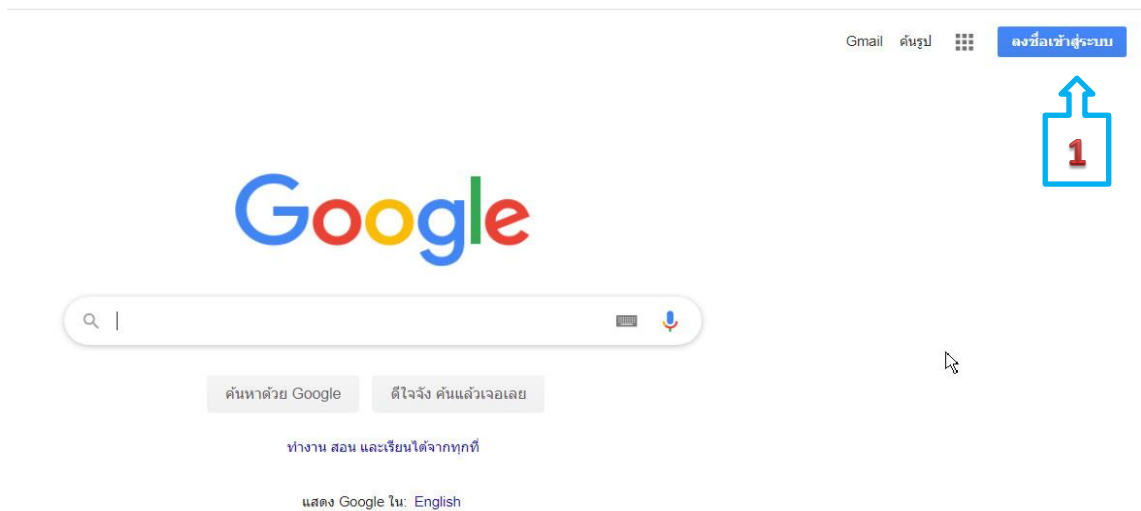 Gmail ค้นรูป ลงชื่อเข้าสู่ระบบ
1
Google
ค้นหาด้วย Google ดีใจจัง ค้นแล้วเจอเลย
ทำงาน สอน และเรียนได้จากทุกที่
แสดง Google ใน: English